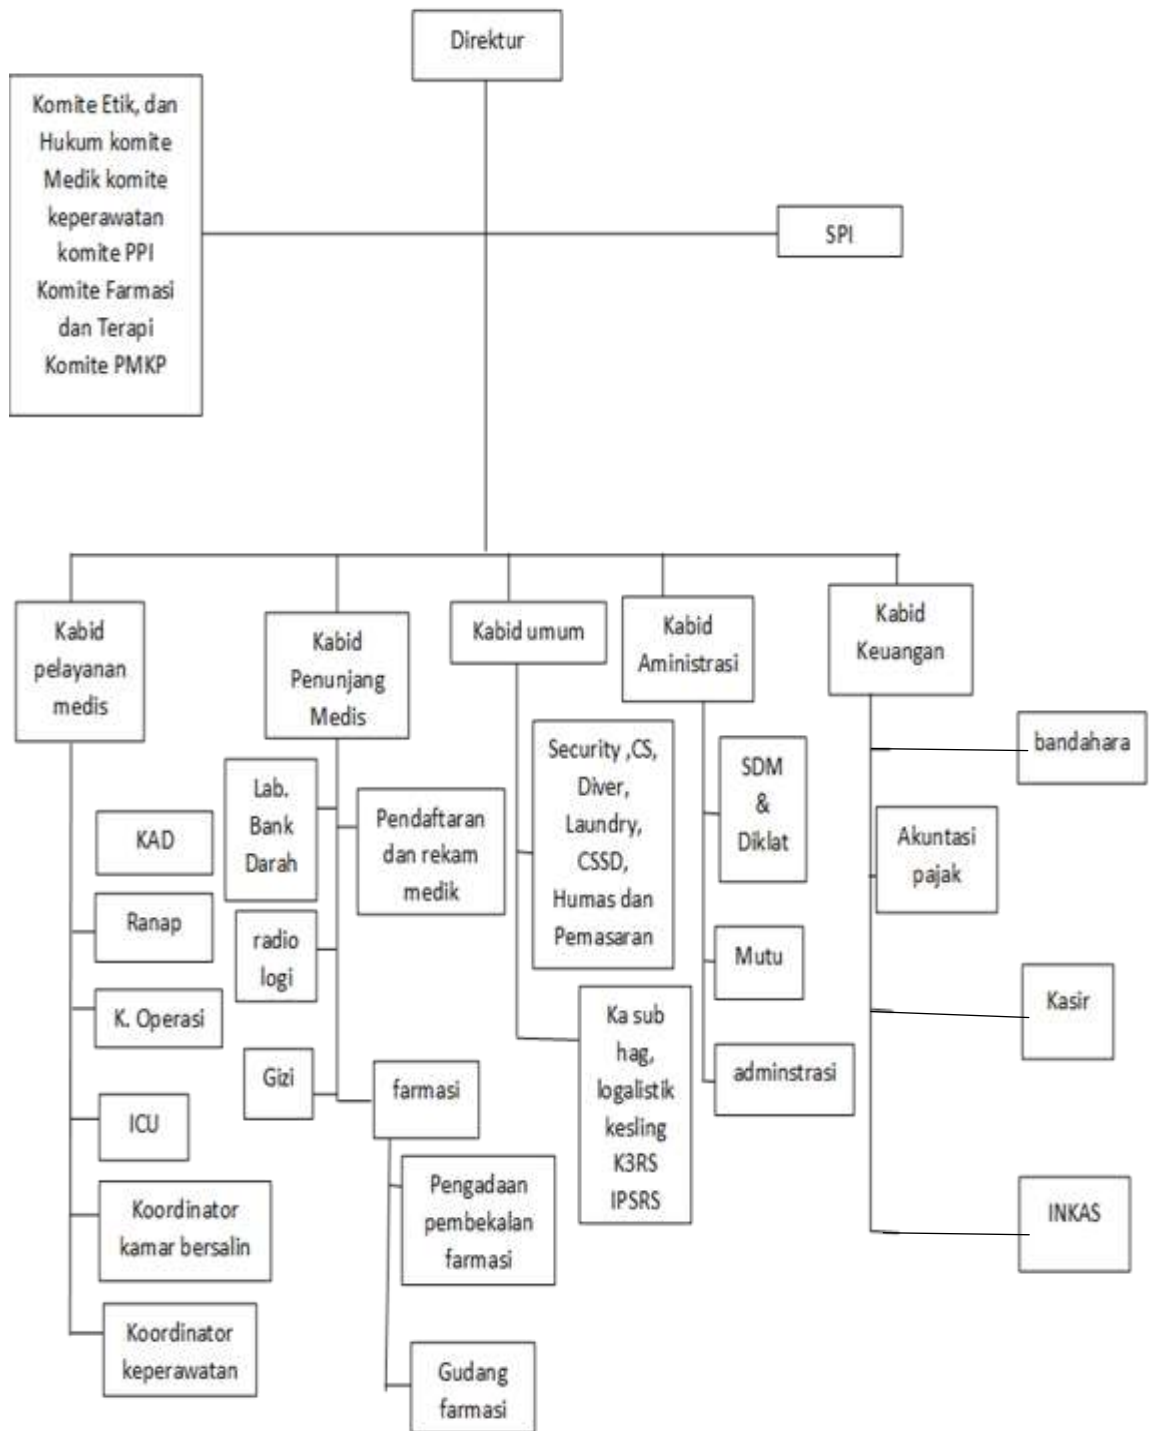 Direktur
Komite Etik, dan
Hukum komite
Medik komite
keperawatan
komite PPI
Komite Farmasi
dan Terapi
Komite PMKP
SPI
Kabid
pelayanan
medis
Kabid
Penunjang
Medis
Kabid umum
Kabid
Aministrasi
Kabid
Keuangan
KAD
Ranap
K. Operasi
ICU
Koordinator
kamar bersalin
Koordinator
keperawatan
Lab.
Bank
Darah
Pendaftaran
dan rekam
medik
radio
logi
Gizi
farmasi
Pengadaan
pembekalan
farmasi
Gudang
farmasi
Security ,CS,
Diver,
Laundry,
CSSD,
Humas dan
Pemasaran
Ka sub
hag,
logalistik
kesling
K3RS
IPSRS
SDM
&
Diklat
Mutu
adminstrasi
bandahara
Akuntasi
pajak
Kasir
INKAS